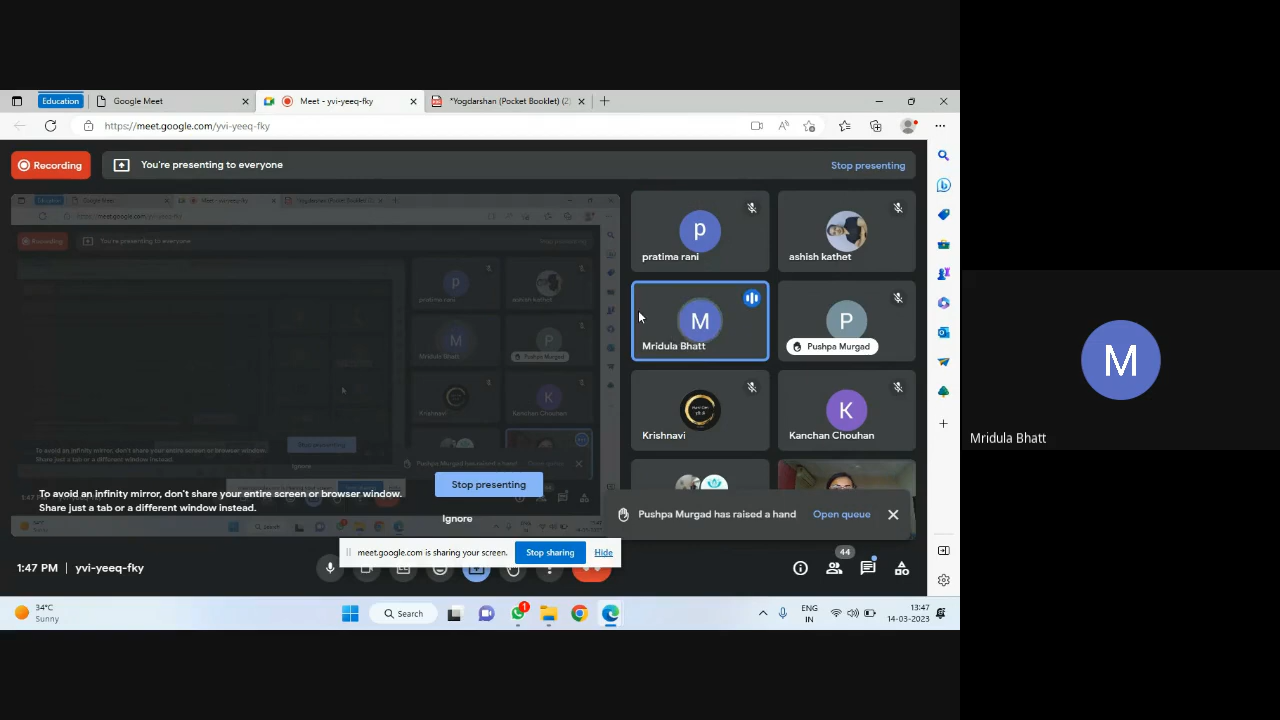 Education
Google Meet
Meet - yvi-yeeq-fky
*Yogdarshan (Pocket Booklet) (2)
https://meet.google.com/yvi-yeeq-fky
Recording
You're presenting to everyone
Stop presenting
pratima rani
ashish kathet
M
Mridula Bhatt
P
Pushpa Murgad
Krishnavi
K
Kanchan Chouhan
To avoid an infinity mirror, don't share your entire screen or browser window.
Share just a tab or a different window instead.
Stop presenting
Ignore
Pushpa Murgad has raised a hand
Open queue
meet.google.com is sharing your screen.
Stop sharing
Hide
1:47 PM | yvi-yeeq-fky
44
34°C
Sunny
Search
1
ENG
IN
13:47
14-03-2023
M
Mridula Bhatt